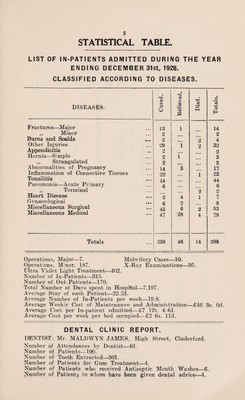 3
STATISTICAL TABLE.
LIST OF IN-PATIENTS ADMITTED DURING THE YEAR
ENDING DECEMBER 31st, 1928.
CLASSIFIED ACCORDING TO DISEASES.
DISEASES. Cured. Relieved. Died. Totals.
Fractures—Major ... 13 1 ... 14
„ Minor ... 2 ... ... 2
Burns and Scalds ... 2 ... 2 4
Other Injuries ... 29 1 2 32
Appendicitis ... 2 ... ... 2
Hernia—Simple ... 2 1 ... 3
„ Strangulated ... 2 ... ... 2
Abnormalities of Pregnancy ... 14 3 ... 17
Inflammation of Connective Tissues ... 22 ... 1 23
Tonsilitis ... 44 ... ... 44
Pneumonia—Acute Primary ... 6 ... ... 6
„ Terminal ... ... ... 2 2
Heart Disease ... 2 4 1 7
Gynæcological ... 6 2 ... 8
Miscellaneous Surgical ... 45 6 2 53
Miscellaneous Medical ... 47 28 4 79
Totals ... 238 46 14 298
Operations, Major—7. Midwifery Cases—19.
Operations, Minor, 187. X-Ray Examinations—95.
Ultra Violet Light Treatment—402.
Number of In-Patients—315.
Number of Out-Patients—170.
Total Number of Days spent in Hospital—7,197.
Average Stay of each Patient—22.53.
Average Number of In-Patients per week—19.8.
Average Weekly Cost of Maintenance and Administration—£46 3s. 0d.
Average Cost per In-patient admitted—£7 12s. 4.4d.
Average Cost per week per bed occupied—£2 6s. 11d.
DENTAL CLINIC REPORT.
DENTIST: Mr. MALDWYN JAMES, High Street, Cinderford.
Number of Attendances by Dentist—46.
Number of Patients—100.
Number of Teeth Extracted—301.
Number of Patients for Gum Treatment—4.
Number of Patients who received Antiseptic Mouth Washes—6.
Number of Patients to whom have been given dental advice—4.